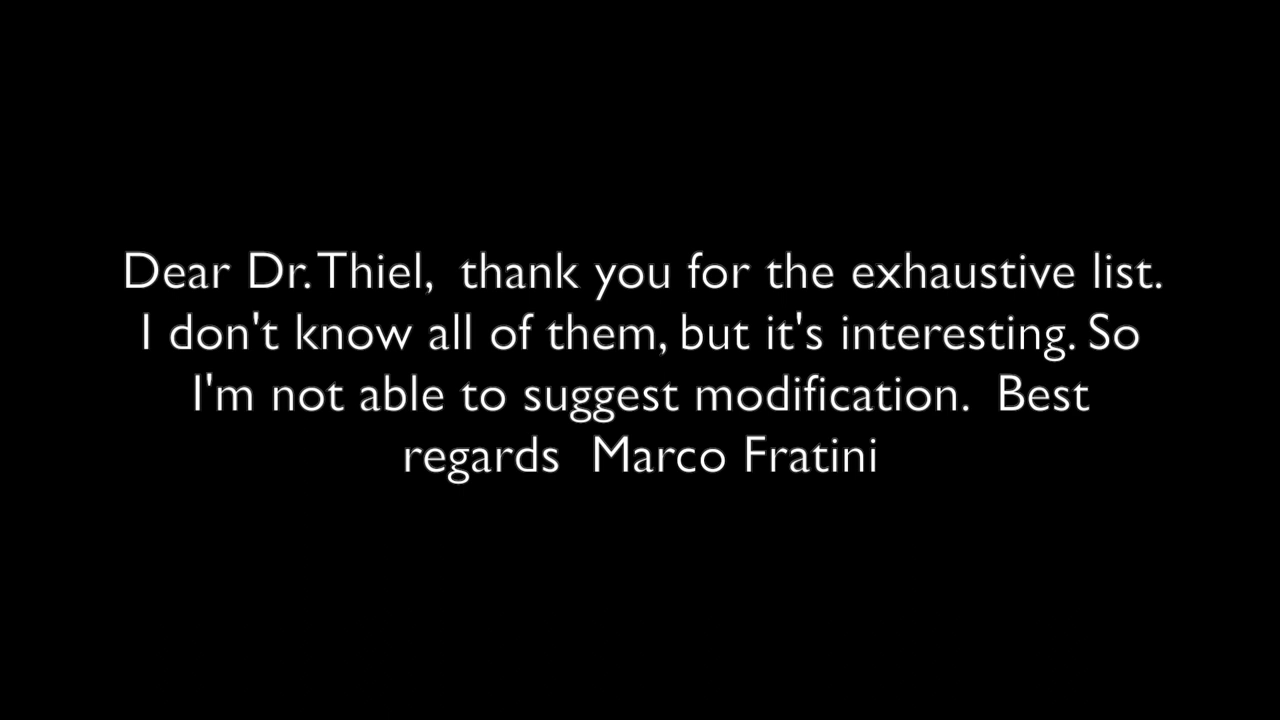 Dear Dr. Thiel,  thank you for the exhaustive list.
I don't know all of them, but it's interesting. So
I'm not able to suggest modification.  Best
regards  Marco Fratini